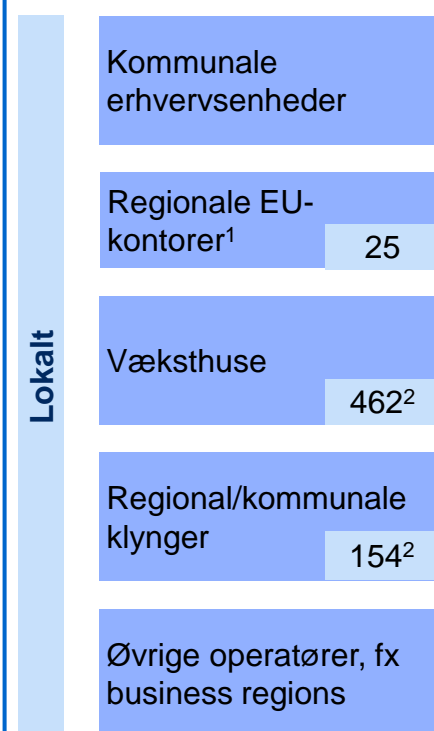 Lokalt
Kommunale
erhvervsenheder
Regionale EU-
kontorer¹
25
Væksthuse
462²
Regional/kommunale
klynger
154²
Øvrige operatører, fx
business regions